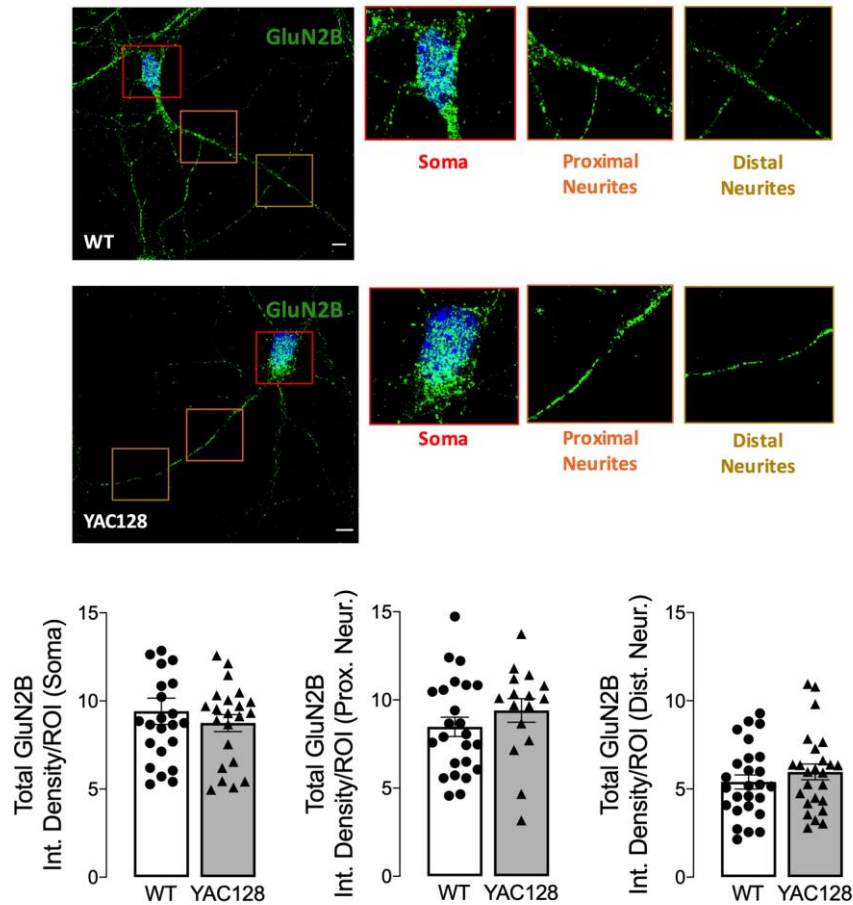 GluN2B
WT
Soma
Proximal
Neurites
Distal
Neurites
GluN2B
YAC128
Soma
Proximal
Neurites
Distal
Neurites
Total GluN2B
Int. Density/ROI (Soma)
15
10
5
0
WT YAC128
Total GluN2B
Int. Density/ROI (Prox. Neur.)
15
10
5
0
WT YAC128
Total GluN2B
Int. Density/ROI (Dist. Neur.)
15
10
5
0
WT YAC128